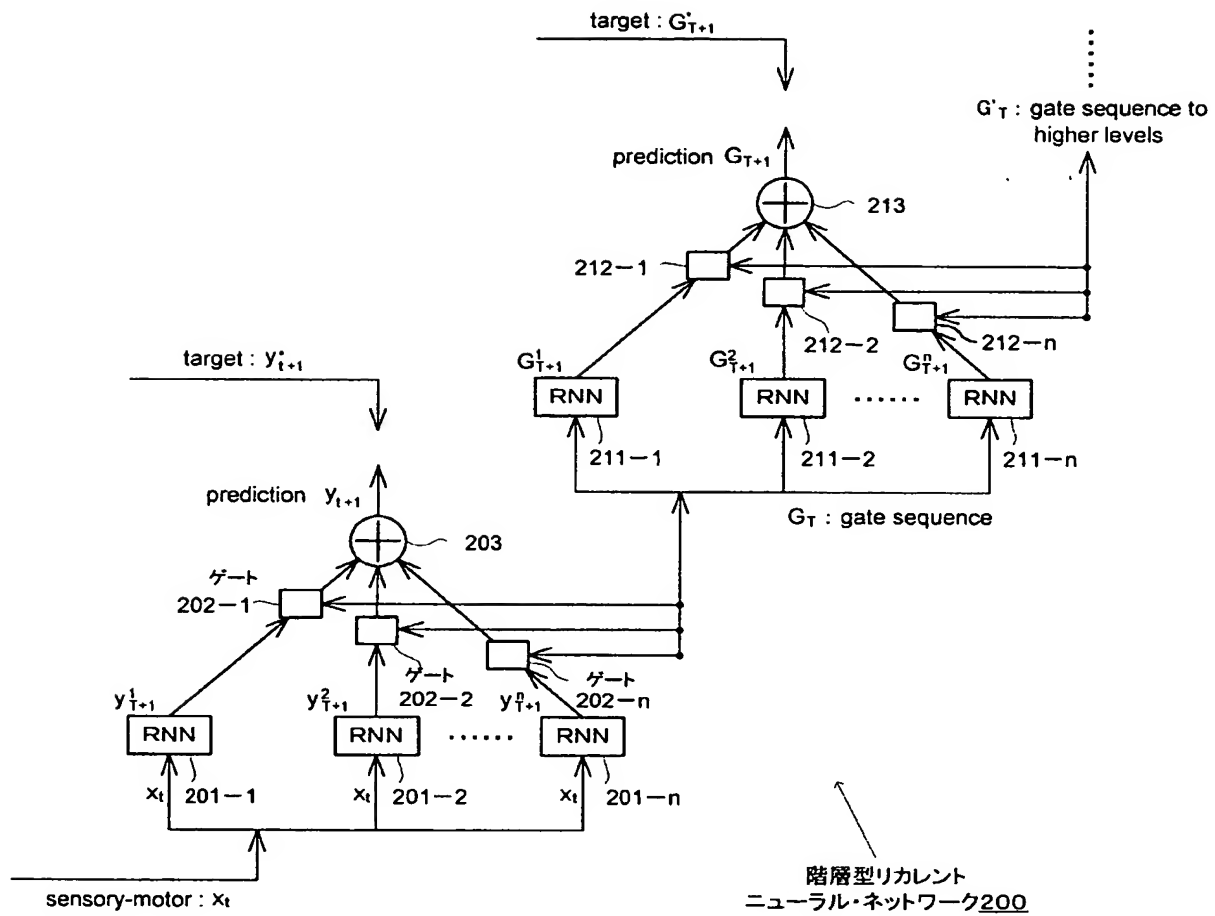 target : G*T+1
G'T : gate sequence to
higher levels
prediction GT+1
213
212-1
212-2
212-n
G¹T+1
G²T+1
GⁿT+1
RNN
RNN
......
RNN
211-1
211-2
211-n
GT : gate sequence
target : y*t+1
prediction yt+1
203
ゲート
202-1
ゲート
202-2
ゲート
202-n
y¹T+1
y²T+1
yⁿT+1
RNN
RNN
......
RNN
201-1
201-2
201-n
xt
xt
xt
sensory-motor : xt
階層型リカレント
ニューラル・ネットワーク200